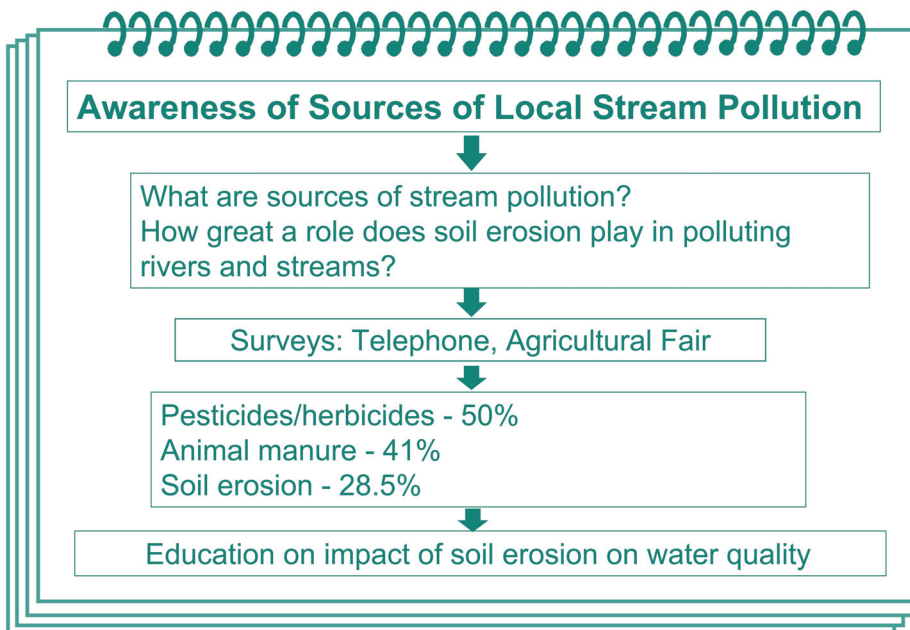 Awareness of Sources of Local Stream Pollution
What are sources of stream pollution?
How great a role does soil erosion play in polluting
rivers and streams?
Surveys: Telephone, Agricultural Fair
Pesticides/herbicides - 50%
Animal manure - 41%
Soil erosion - 28.5%
Education on impact of soil erosion on water quality